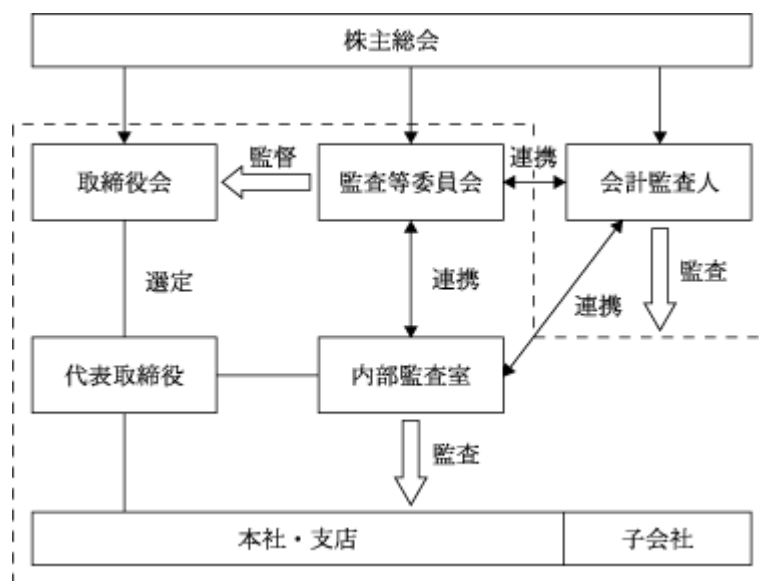 株主総会
監督
連携
取締役会
監査等委員会
会計監査人
選定
連携
連携
監査
代表取締役
内部監査室
監査
本社・支店
子会社